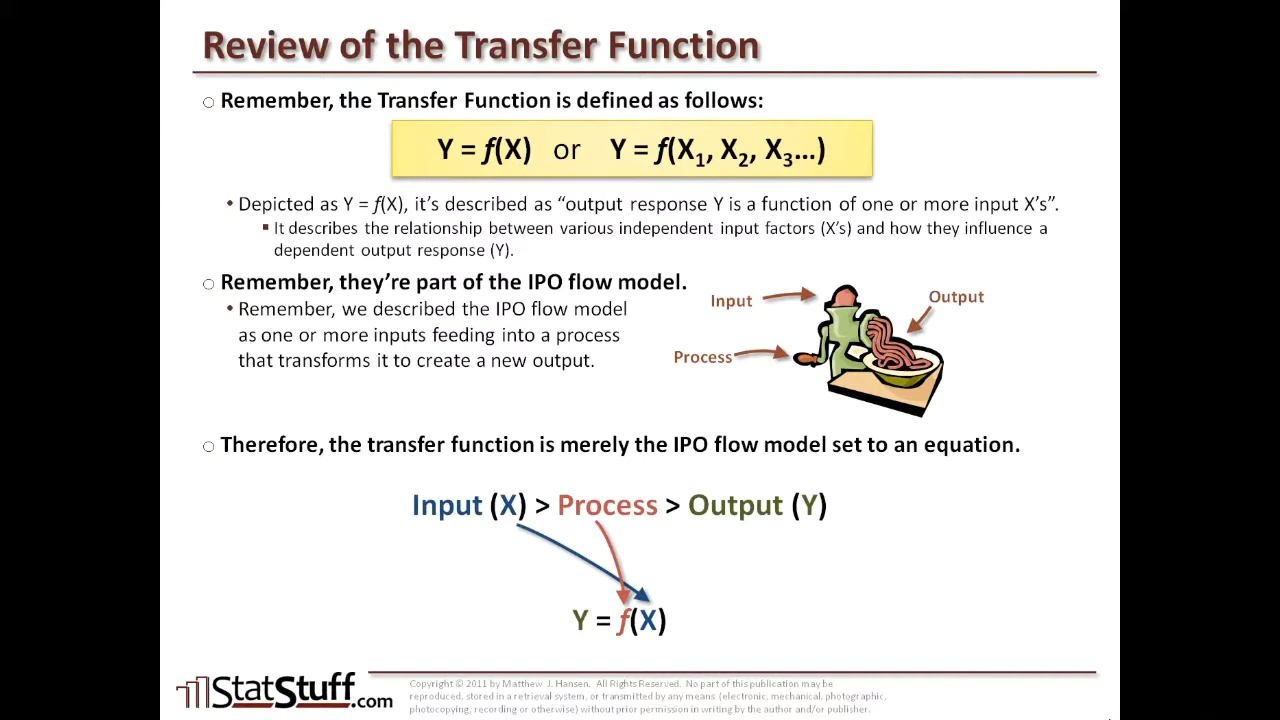 Review of the Transfer Function
○ Remember, the Transfer Function is defined as follows:
Y = f(X) or Y = f(X₁, X₂, X₃...)
• Depicted as Y = f(X), it's described as “output response Y is a function of one or more input X's”.
▪ It describes the relationship between various independent input factors (X's) and how they influence a
dependent output response (Y).
○ Remember, they're part of the IPO flow model.
• Remember, we described the IPO flow model
as one or more inputs feeding into a process
that transforms it to create a new output.
Input
Output
Process
○ Therefore, the transfer function is merely the IPO flow model set to an equation.
Input (X) > Process > Output (Y)
Y = f(X)
StatStuff.com
Copyright © 2011 by Matthew. J. Hansen. All Rights Reserved. No part of this publication may be
reproduced, stored in a retrieval system, or transmitted by any means (electronic, mechanical, photographic,
photocopying, recording or otherwise) without prior permission in writing by the author and/or publisher.